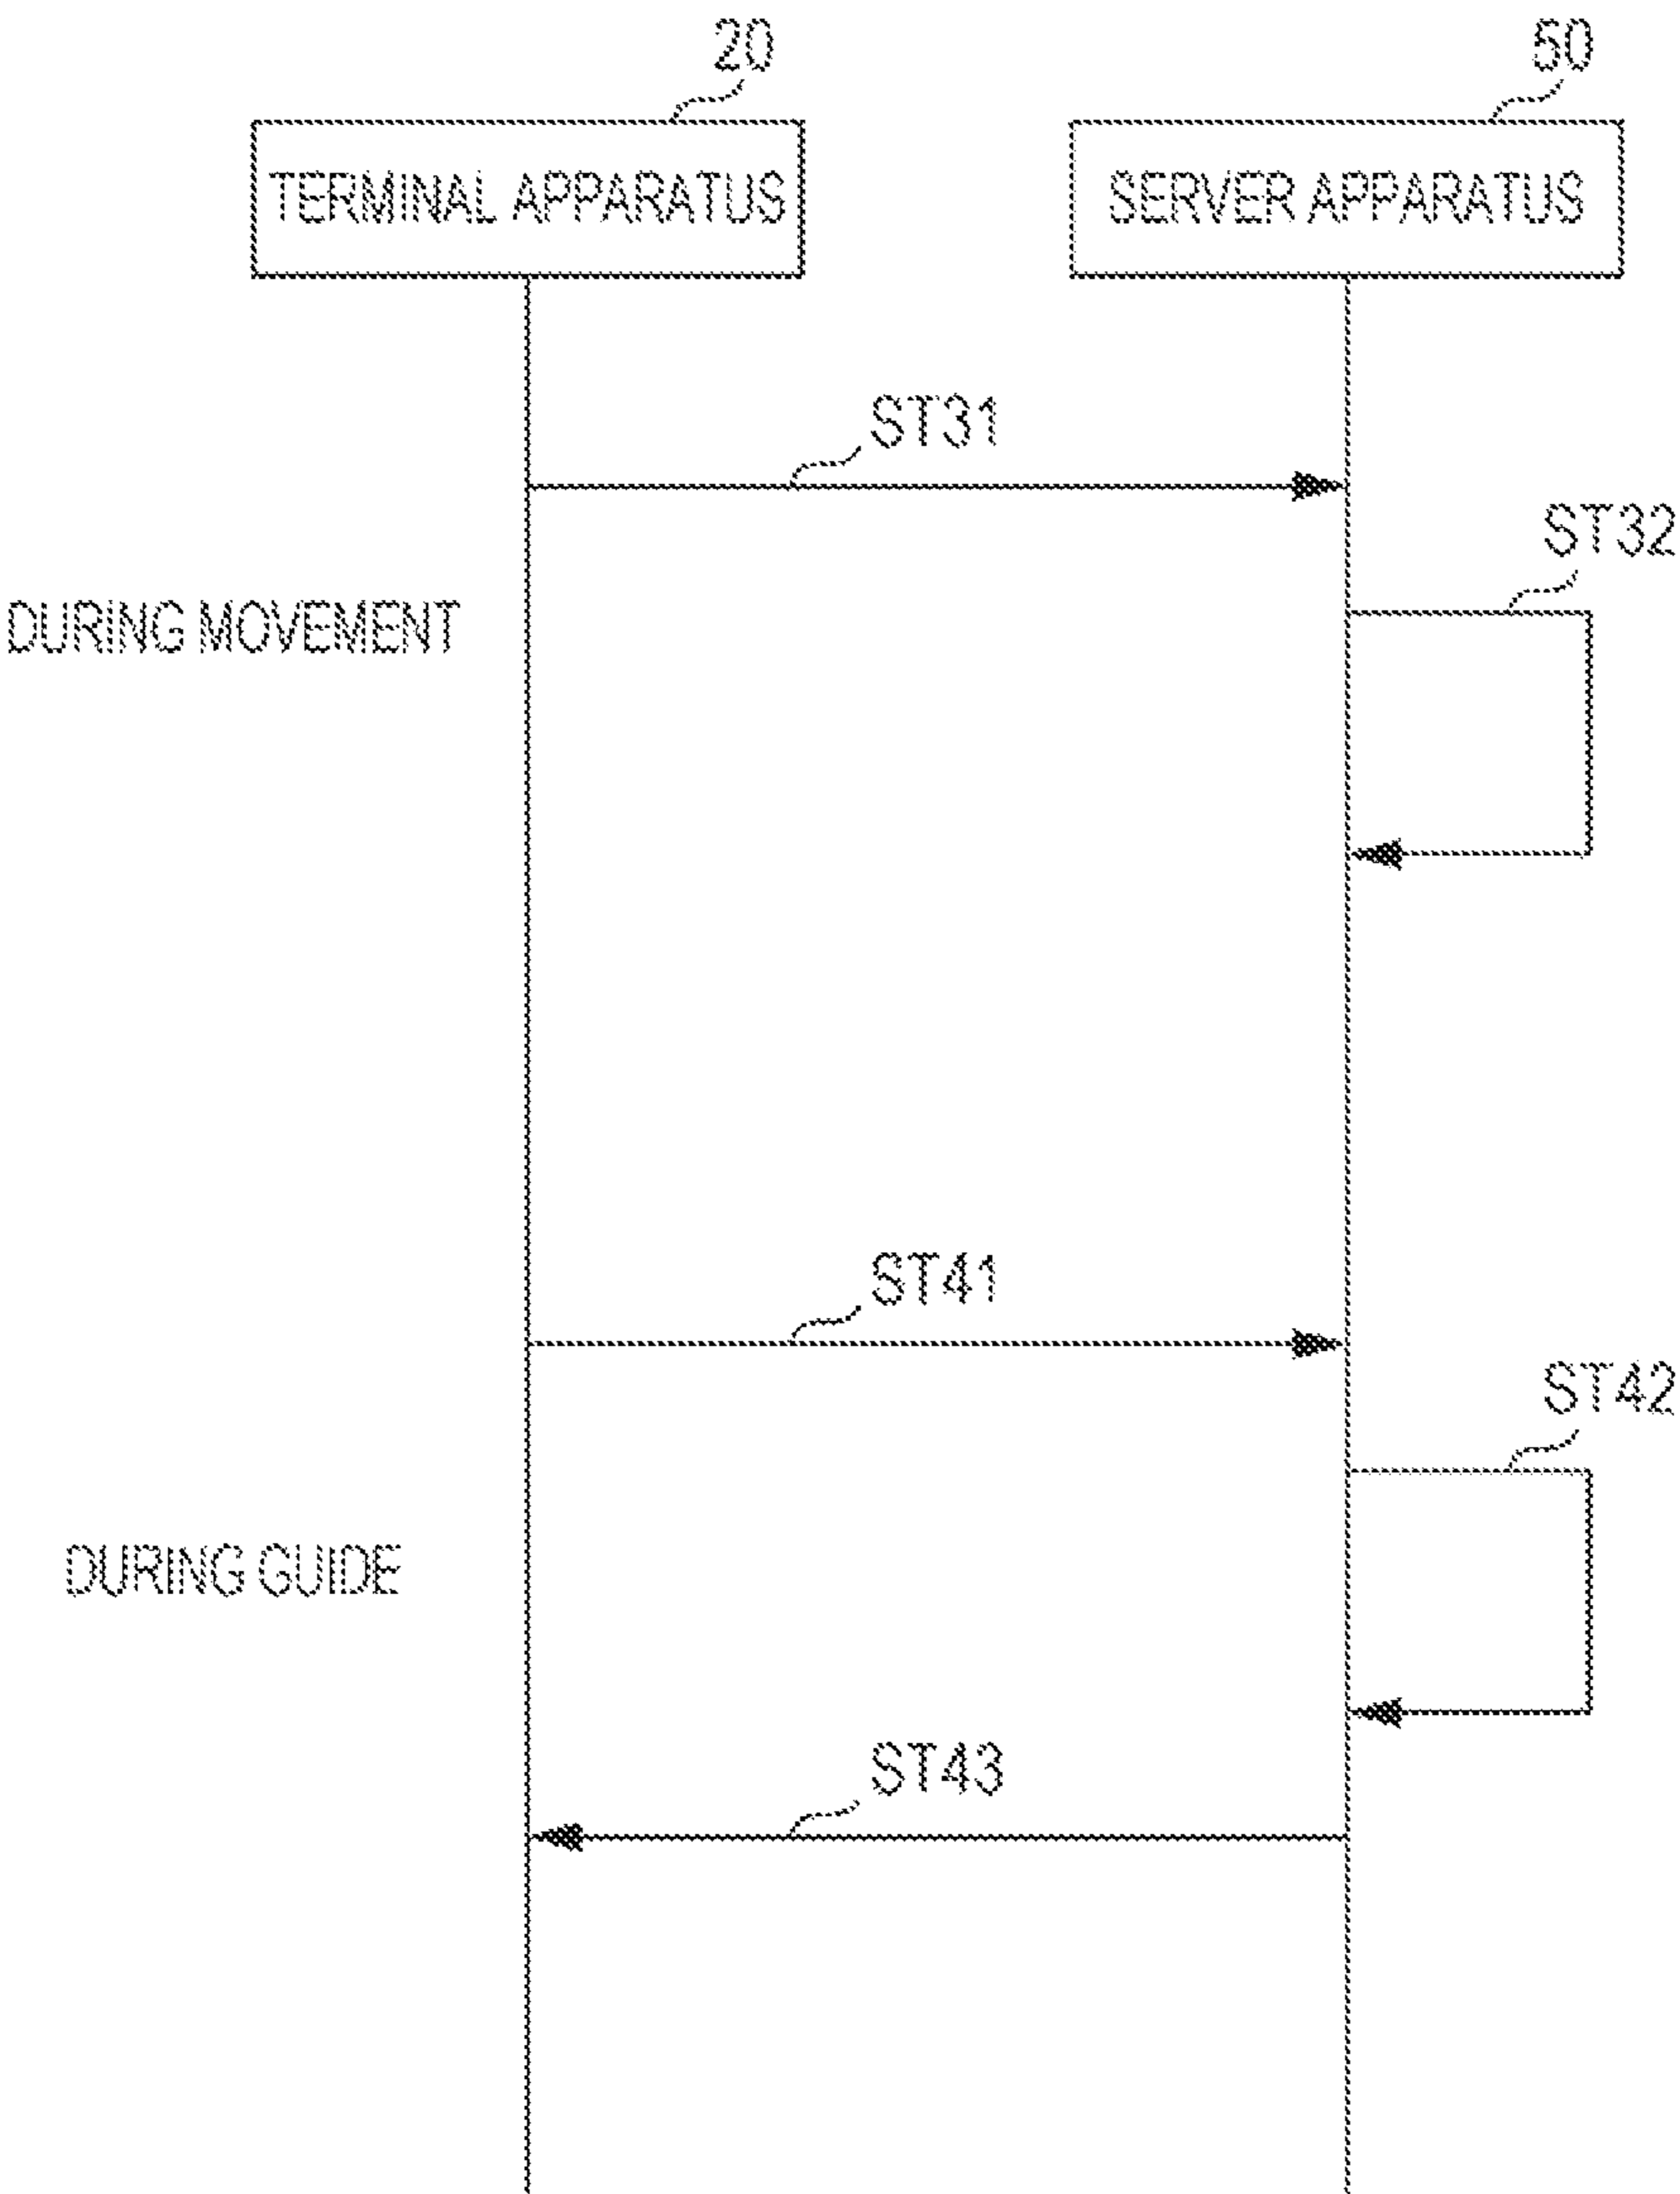 20
50
TERMINAL APPARATUS
SERVER APPARATUS
ST31
ST32
DURING MOVEMENT
ST41
ST42
DURING GUIDE
ST43